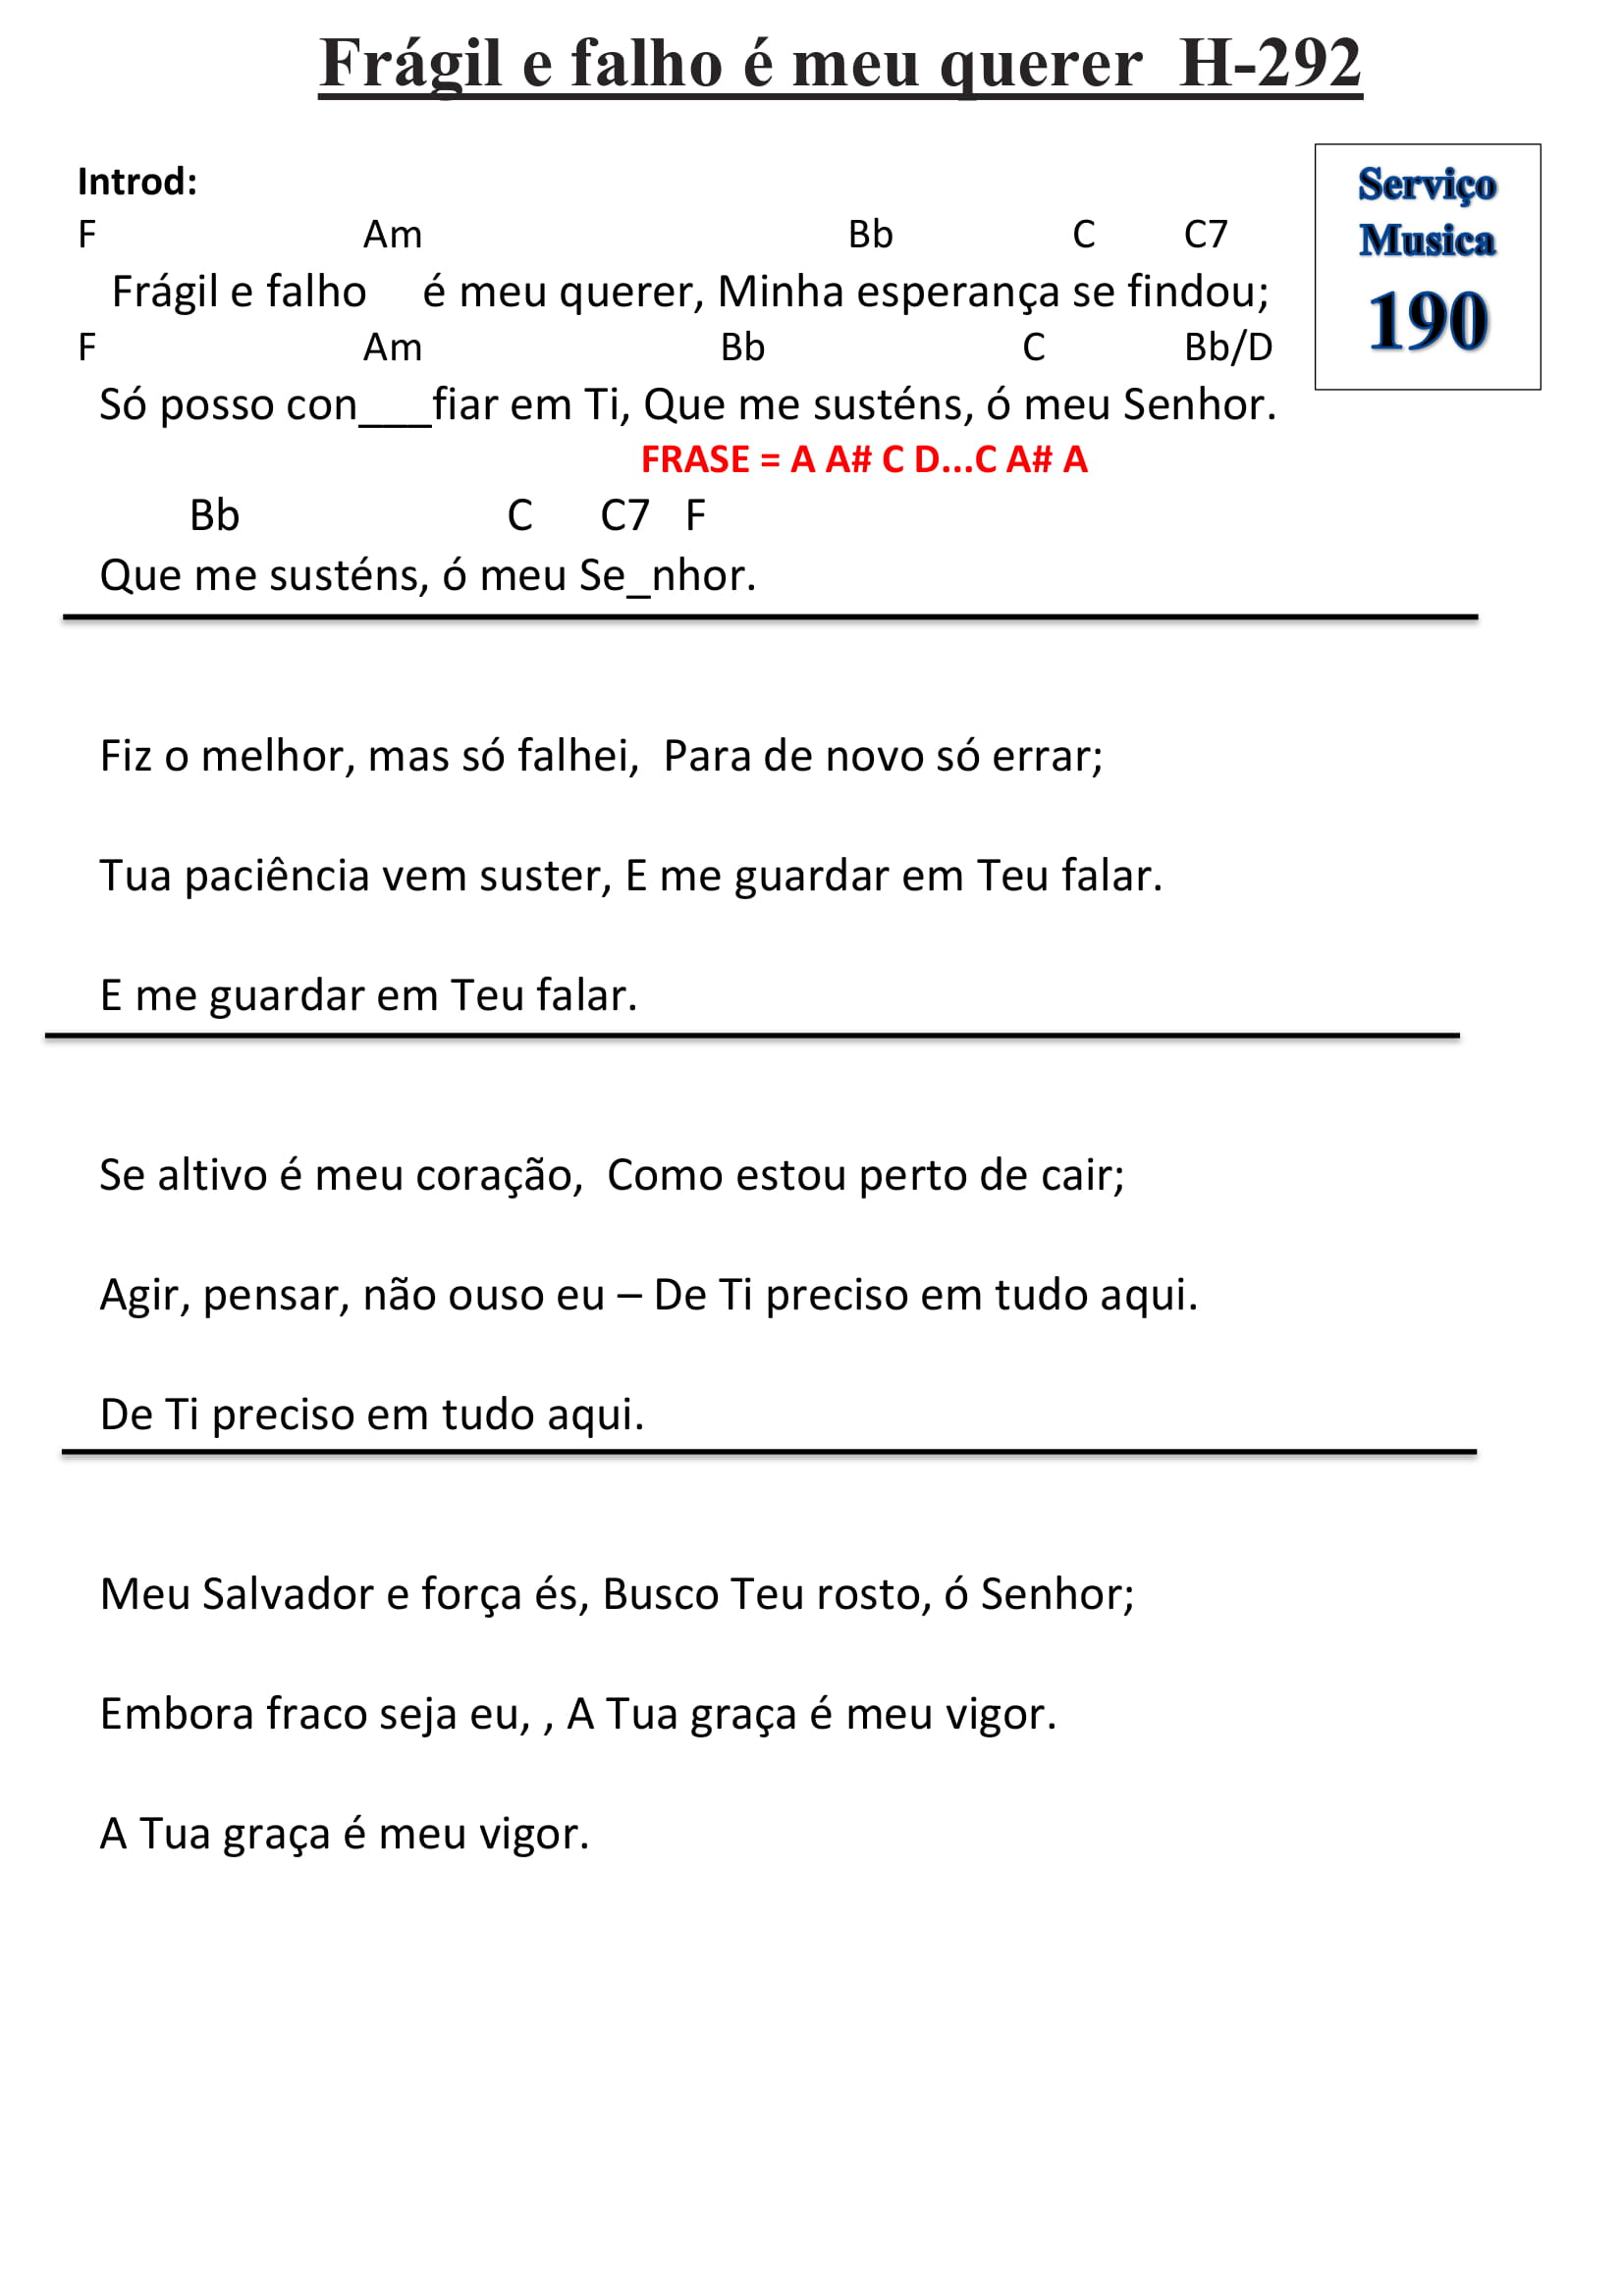 Frágil e falho é meu querer  H-292
Serviço
Musica
190
Introd:
F Am Bb C C7
Frágil e falho é meu querer, Minha esperança se findou;
F Am Bb C Bb/D
Só posso con___fiar em Ti, Que me susténs, ó meu Senhor.
FRASE = A A# C D...C A# A
Bb C C7 F
Que me susténs, ó meu Se_nhor.
Fiz o melhor, mas só falhei,  Para de novo só errar;
Tua paciência vem suster, E me guardar em Teu falar.
E me guardar em Teu falar.
Se altivo é meu coração,  Como estou perto de cair;
Agir, pensar, não ouso eu – De Ti preciso em tudo aqui.
De Ti preciso em tudo aqui.
Meu Salvador e força és, Busco Teu rosto, ó Senhor;
Embora fraco seja eu, , A Tua graça é meu vigor.
A Tua graça é meu vigor.